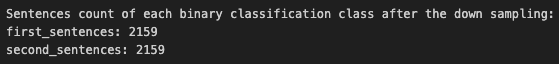 Sentences count of each binary classification class after the down sampling:
first_sentences: 2159
second_sentences: 2159